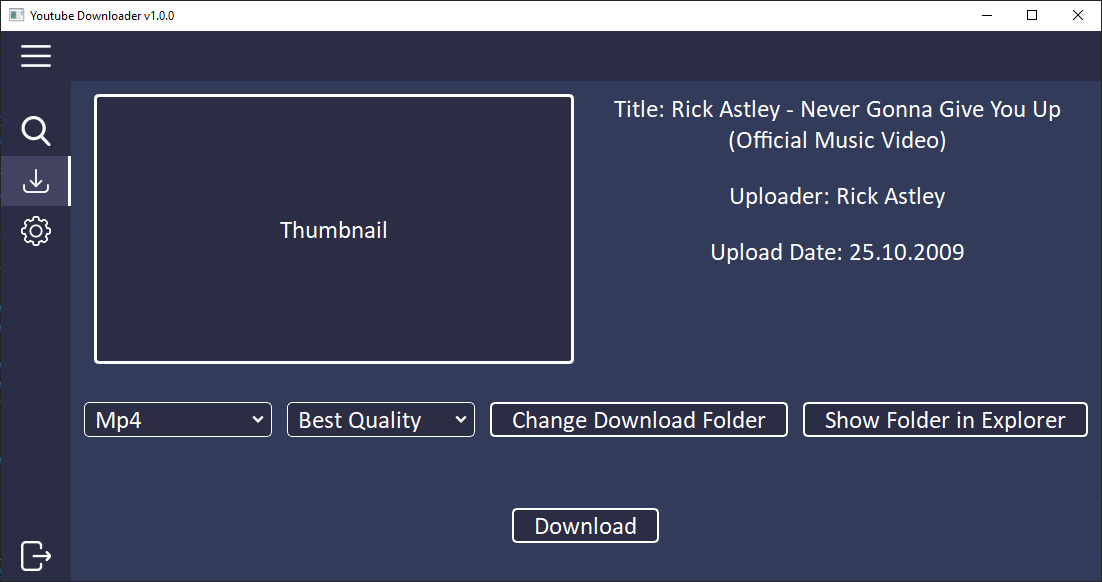 Youtube Downloader v1.0.0
Title: Rick Astley - Never Gonna Give You Up
(Official Music Video)
Thumbnail
Uploader: Rick Astley
Upload Date: 25.10.2009
Mp4
Best Quality
Change Download Folder
Show Folder in Explorer
Download